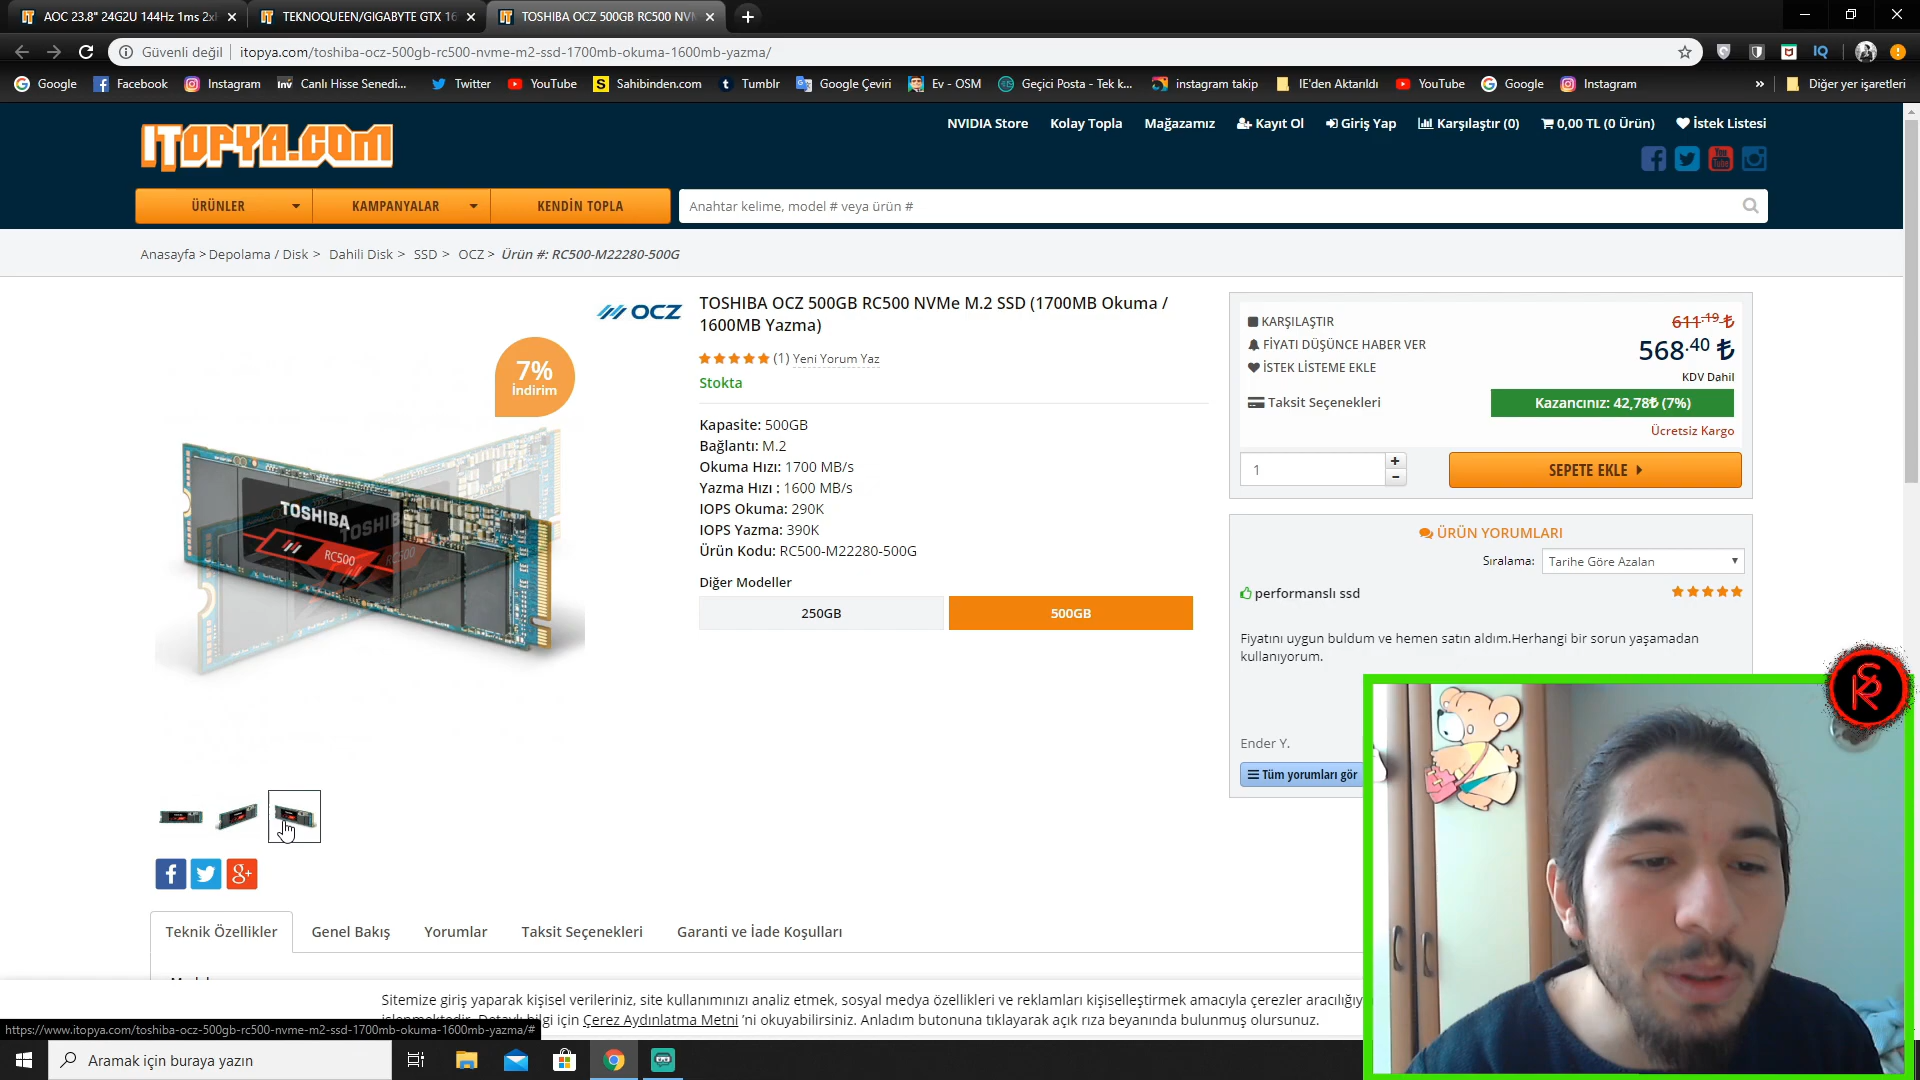 AOC 23.8" 24G2U 144Hz 1ms 2x
TEKNOQUEEN/GIGABYTE GTX 16
TOSHIBA OCZ 500GB RC500 NVM
Güvenli değil
itopya.com/toshiba-ocz-500gb-rc500-nvme-m2-ssd-1700mb-okuma-1600mb-yazma/
Google
Facebook
Instagram
Canlı Hisse Senedi...
Twitter
YouTube
Sahibinden.com
Tumblr
Google Çeviri
Ev - OSM
Geçici Posta - Tek k...
instagram takip
IE'den Aktarıldı
YouTube
Google
Instagram
»
Diğer yer işaretleri
ITOPYA.COM
NVIDIA Store
Kolay Topla
Mağazamız
Kayıt Ol
Giriş Yap
Karşılaştır (0)
0,00 TL (0 Ürün)
İstek Listesi
ÜRÜNLER
KAMPANYALAR
KENDİN TOPLA
Anahtar kelime, model # veya ürün #
Anasayfa > Depolama / Disk > Dahili Disk > SSD > OCZ > Ürün #: RC500-M22280-500G
7%
İndirim
TOSHIBA
RC500
OCZ
TOSHIBA OCZ 500GB RC500 NVMe M.2 SSD (1700MB Okuma /
1600MB Yazma)
(1) Yeni Yorum Yaz
Stokta
Kapasite: 500GB
Bağlantı: M.2
Okuma Hızı: 1700 MB/s
Yazma Hızı : 1600 MB/s
IOPS Okuma: 290K
IOPS Yazma: 390K
Ürün Kodu: RC500-M22280-500G
Diğer Modeller
250GB
500GB
KARŞILAŞTIR
FİYATI DÜŞÜNCE HABER VER
İSTEK LİSTEME EKLE
Taksit Seçenekleri
611.19 ₺
568.40 ₺
KDV Dahil
Kazancınız: 42,78₺ (7%)
Ücretsiz Kargo
1
SEPETE EKLE
ÜRÜN YORUMLARI
Sıralama:
Tarihe Göre Azalan
performanslı ssd
Fiyatını uygun buldum ve hemen satın aldım.Herhangi bir sorun yaşamadan
kullanıyorum.
Ender Y.
Tüm yorumları gör
Teknik Özellikler
Genel Bakış
Yorumlar
Taksit Seçenekleri
Garanti ve İade Koşulları
Sitemize giriş yaparak kişisel verileriniz, site kullanımınızı analiz etmek, sosyal medya özellikleri ve reklamları kişiselleştirmek amacıyla çerezler aracılığıy
bilgi için Çerez Aydınlatma Metni 'ni okuyabilirsiniz. Anladım butonuna tıklayarak açık rıza beyanında bulunmuş olursunuz.
https://www.itopya.com/toshiba-ocz-500gb-rc500-nvme-m2-ssd-1700mb-okuma-1600mb-yazma/#
Aramak için buraya yazın